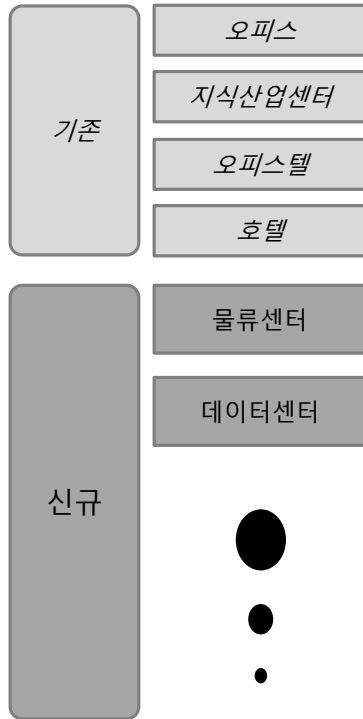 기존
오피스
지식산업센터
오피스텔
호텔
신규
물류센터
데이터센터